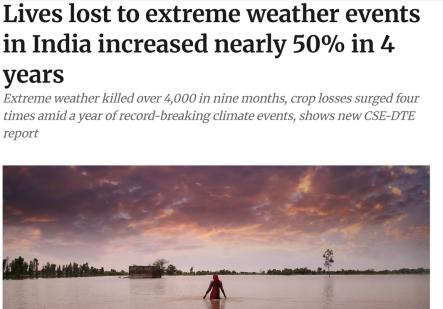 Lives lost to extreme weather events
in India increased nearly 50% in 4
years
Extreme weather killed over 4,000 in nine months, crop losses surged four
times amid a year of record-breaking climate events, shows new CSE-DTE
report